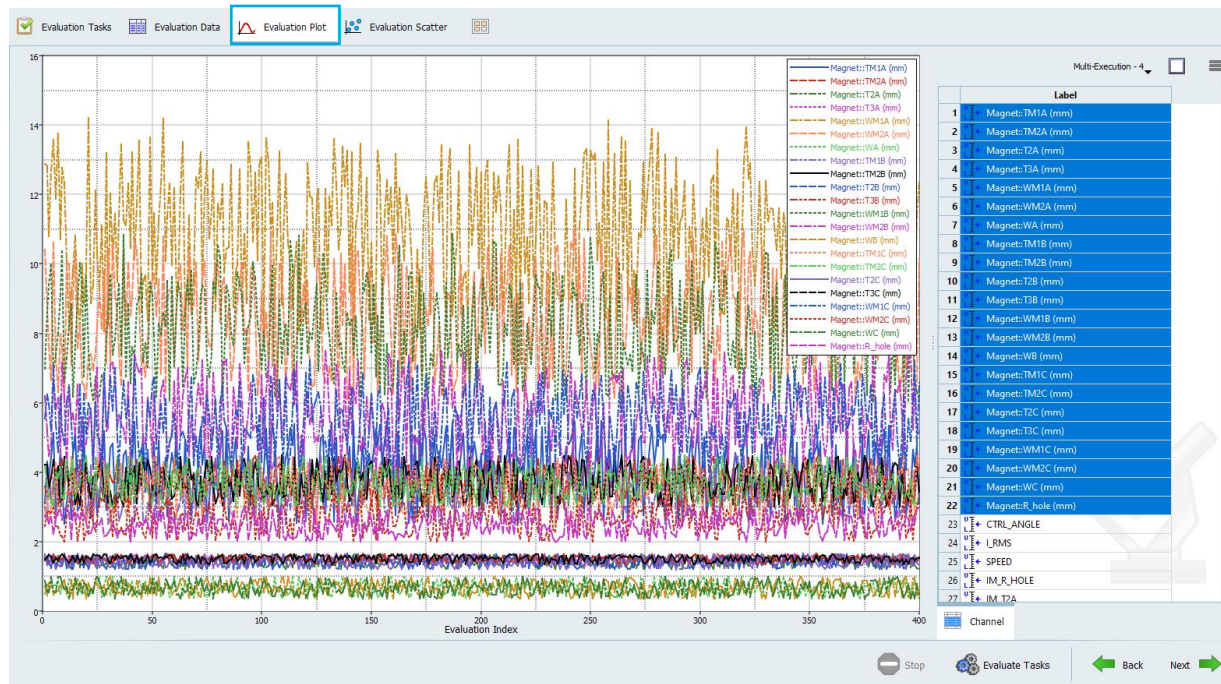 Evaluation Tasks Evaluation Data Evaluation Plot Evaluation Scatter
16
14
12
10
8
6
4
2
0
0 50 100 150 200 250 300 350 400
Evaluation Index
Magnet::TM1A (mm)
Magnet::TM2A (mm)
Magnet::T2A (mm)
Magnet::T3A (mm)
Magnet::WM1A (mm)
Magnet::WM2A (mm)
Magnet::WA (mm)
Magnet::TM1B (mm)
Magnet::TM2B (mm)
Magnet::T2B (mm)
Magnet::T3B (mm)
Magnet::WM1B (mm)
Magnet::WM2B (mm)
Magnet::WB (mm)
Magnet::TM1C (mm)
Magnet::TM2C (mm)
Magnet::T2C (mm)
Magnet::T3C (mm)
Magnet::WM1C (mm)
Magnet::WM2C (mm)
Magnet::WC (mm)
Magnet::R_hole (mm)
Multi-Execution - 4
Label
1 Magnet::TM1A (mm)
2 Magnet::TM2A (mm)
3 Magnet::T2A (mm)
4 Magnet::T3A (mm)
5 Magnet::WM1A (mm)
6 Magnet::WM2A (mm)
7 Magnet::WA (mm)
8 Magnet::TM1B (mm)
9 Magnet::TM2B (mm)
10 Magnet::T2B (mm)
11 Magnet::T3B (mm)
12 Magnet::WM1B (mm)
13 Magnet::WM2B (mm)
14 Magnet::WB (mm)
15 Magnet::TM1C (mm)
16 Magnet::TM2C (mm)
17 Magnet::T2C (mm)
18 Magnet::T3C (mm)
19 Magnet::WM1C (mm)
20 Magnet::WM2C (mm)
21 Magnet::WC (mm)
22 Magnet::R_hole (mm)
23 CTRL_ANGLE
24 I_RMS
25 SPEED
26 IM_R_HOLE
27 IM_T2A
Channel
Stop Evaluate Tasks Back Next